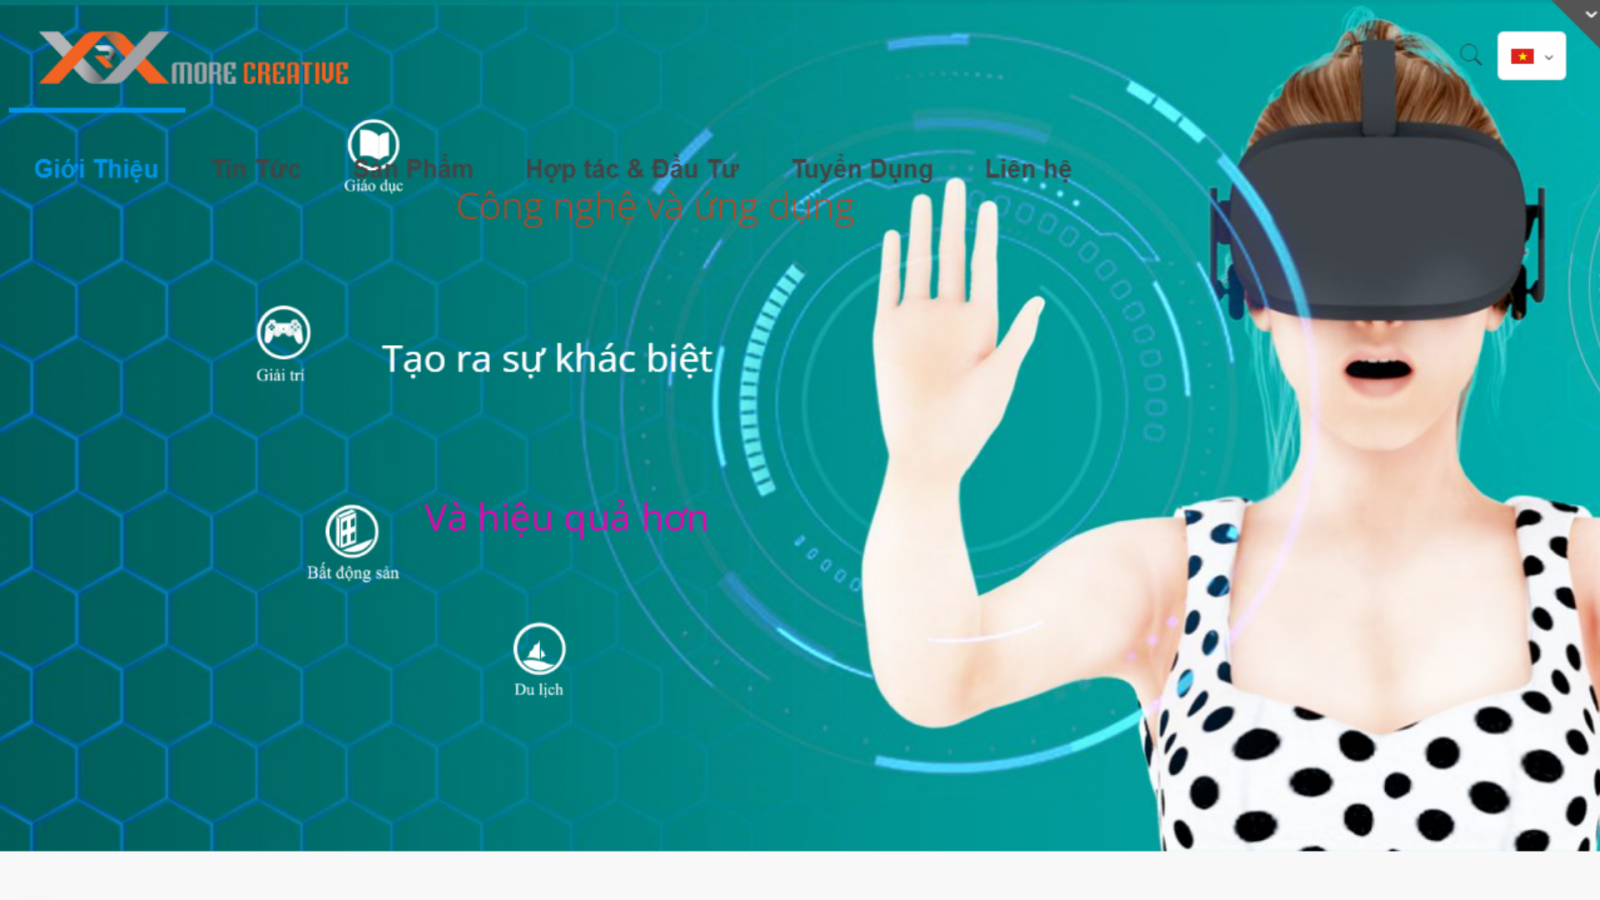 XRX MORE CREATIVE
Giới Thiệu
Tin Tức
Sản Phẩm
Hợp tác & Đầu Tư
Tuyển Dụng
Liên hệ
Giáo dục
Công nghệ và ứng dụng
Giải trí
Tạo ra sự khác biệt
Và hiệu quả hơn
Bất động sản
Du lịch